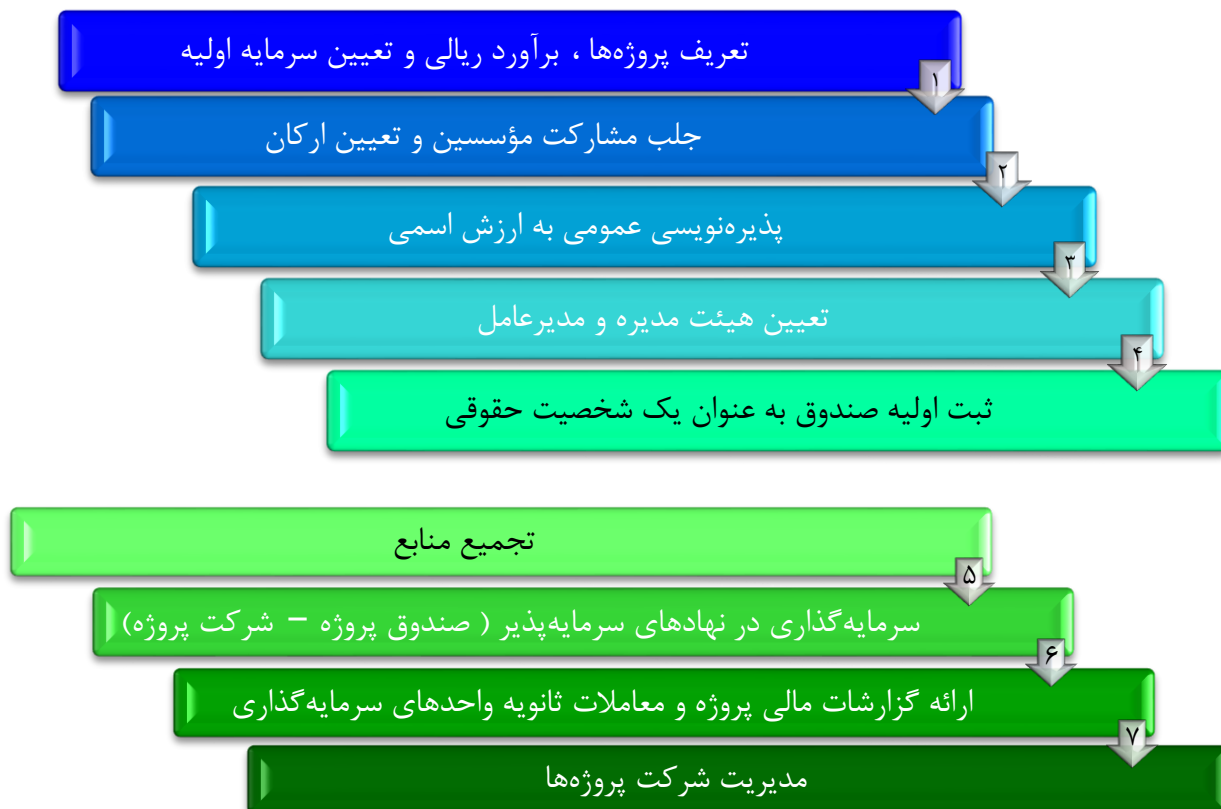 تعریف پروژه‌ها ، برآورد ریالی و تعیین سرمایه اولیه
۱
جلب مشارکت مؤسسین و تعیین ارکان
۲
پذیره‌نویسی عمومی به ارزش اسمی
۳
تعیین هیئت مدیره و مدیرعامل
۴
ثبت اولیه صندوق به عنوان یک شخصیت حقوقی
تجمیع منابع
۵
سرمایه‌گذاری در نهادهای سرمایه‌پذیر ( صندوق پروژه – شرکت پروژه)
۶
ارائه گزارشات مالی پروژه و معاملات ثانویه واحدهای سرمایه‌گذاری
۷
مدیریت شرکت پروژه‌ها